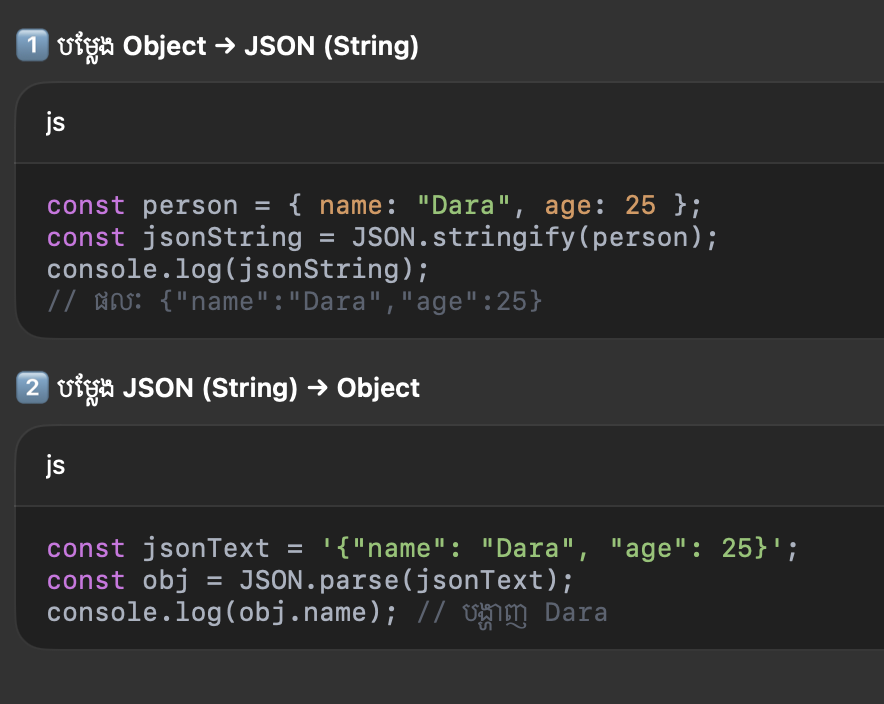 1 បម្លែង Object → JSON (String)
js
const person = { name: "Dara", age: 25 };
const jsonString = JSON.stringify(person);
console.log(jsonString);
// ផល: {"name":"Dara","age":25}
2 បម្លែង JSON (String) → Object
js
const jsonText = '{"name": "Dara", "age": 25}';
const obj = JSON.parse(jsonText);
console.log(obj.name); // បង្ហាញ Dara